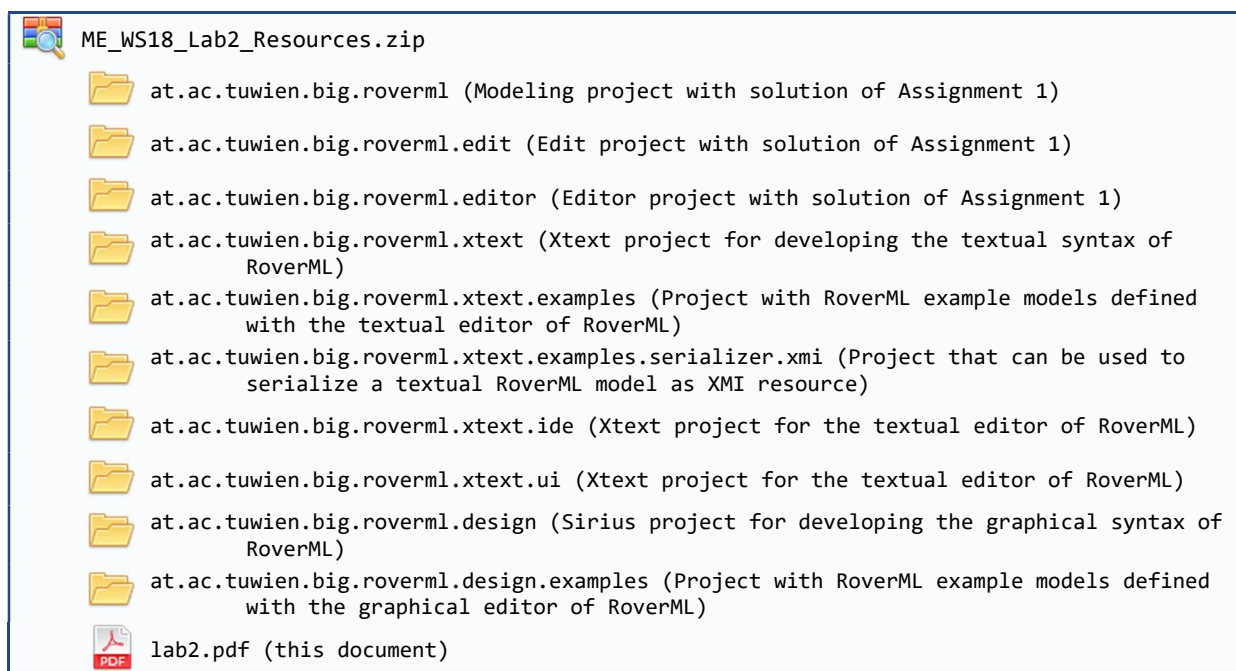 ME_WS18_Lab2_Resources.zip
at.ac.tuwien.big.roverml (Modeling project with solution of Assignment 1)
at.ac.tuwien.big.roverml.edit (Edit project with solution of Assignment 1)
at.ac.tuwien.big.roverml.editor (Editor project with solution of Assignment 1)
at.ac.tuwien.big.roverml.xtext (Xtext project for developing the textual syntax of
RoverML)
at.ac.tuwien.big.roverml.xtext.examples (Project with RoverML example models defined
with the textual editor of RoverML)
at.ac.tuwien.big.roverml.xtext.examples.serializer.xmi (Project that can be used to
serialize a textual RoverML model as XMI resource)
at.ac.tuwien.big.roverml.xtext.ide (Xtext project for the textual editor of RoverML)
at.ac.tuwien.big.roverml.xtext.ui (Xtext project for the textual editor of RoverML)
at.ac.tuwien.big.roverml.design (Sirius project for developing the graphical syntax of
RoverML)
at.ac.tuwien.big.roverml.design.examples (Project with RoverML example models defined
with the graphical editor of RoverML)
PDF lab2.pdf (this document)